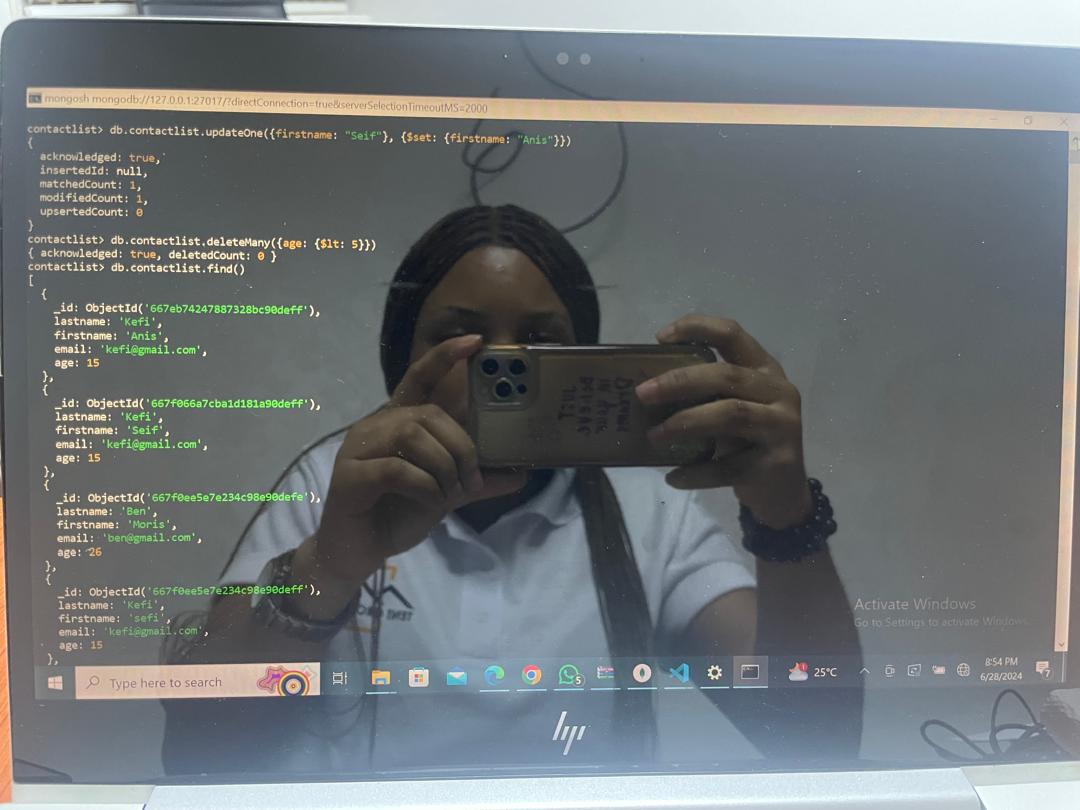 mongosh mongodb://127.0.0.1:27017/?directConnection=true&serverSelectionTimeoutMS=2000
contactlist> db.contactlist.updateOne({firstname: "Seif"}, {$set: {firstname: "Anis"}})
{
  acknowledged: true,
  insertedId: null,
  matchedCount: 1,
  modifiedCount: 1,
  upsertedCount: 0
}
contactlist> db.contactlist.deleteMany({age: {$lt: 5}})
{ acknowledged: true, deletedCount: 0 }
contactlist> db.contactlist.find()
[
  {
    _id: ObjectId('667eb74247887328bc90deff'),
    lastname: 'Kefi',
    firstname: 'Anis',
    email: 'kefi@gmail.com',
    age: 15
  },
  {
    _id: ObjectId('667f066a7cba1d181a90deff'),
    lastname: 'Kefi',
    firstname: 'Seif',
    email: 'kefi@gmail.com',
    age: 15
  },
  {
    _id: ObjectId('667f0ee5e7e234c98e90defe'),
    lastname: 'Ben',
    firstname: 'Moris',
    email: 'ben@gmail.com',
    age: 26
  },
  {
    _id: ObjectId('667f0ee5e7e234c98e90deff'),
    lastname: 'Kefi',
    firstname: 'sefi',
    email: 'kefi@gmail.com',
    age: 15
  },
Activate Windows
Go to Settings to activate Windows.
Type here to search
5
25°C
8:54 PM
6/28/2024
7
hp